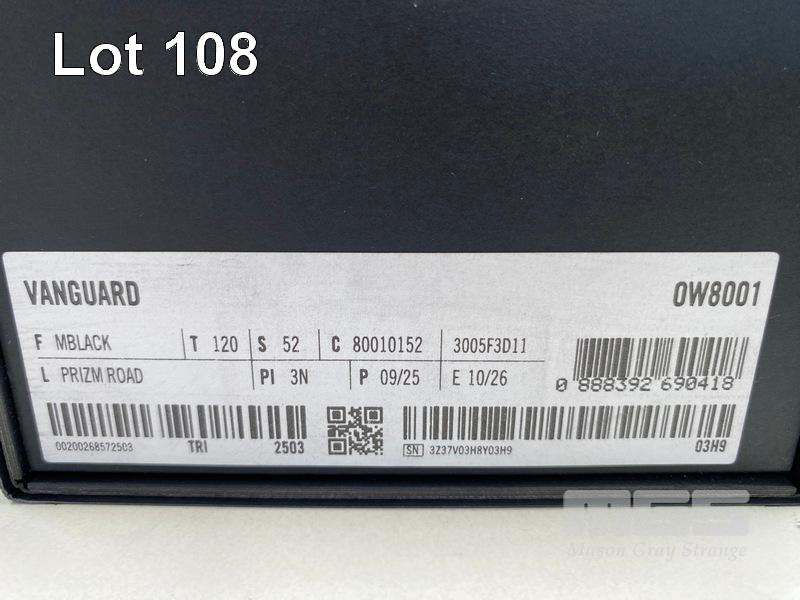 Lot 108
VANGUARD OW8001
F MBLACK T 120 S 52 C 80010152 3005F3D11
L PRIZM ROAD PI 3N P 09/25 E 10/26
0 888392 690418
00200268572503 TRI 2503 SN 3Z37V03H8Y03H9 03H9
MGS
Mason Gray Strange